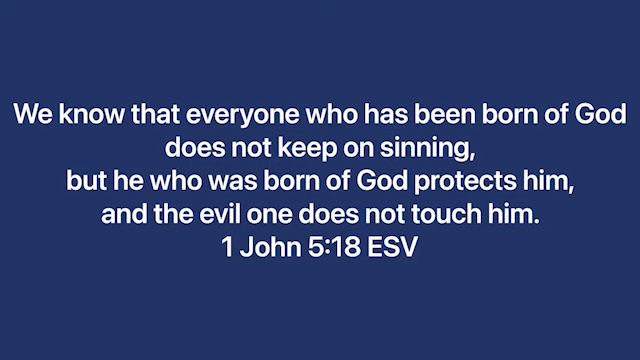 We know that everyone who has been born of God
does not keep on sinning,
but he who was born of God protects him,
and the evil one does not touch him.
1 John 5:18 ESV